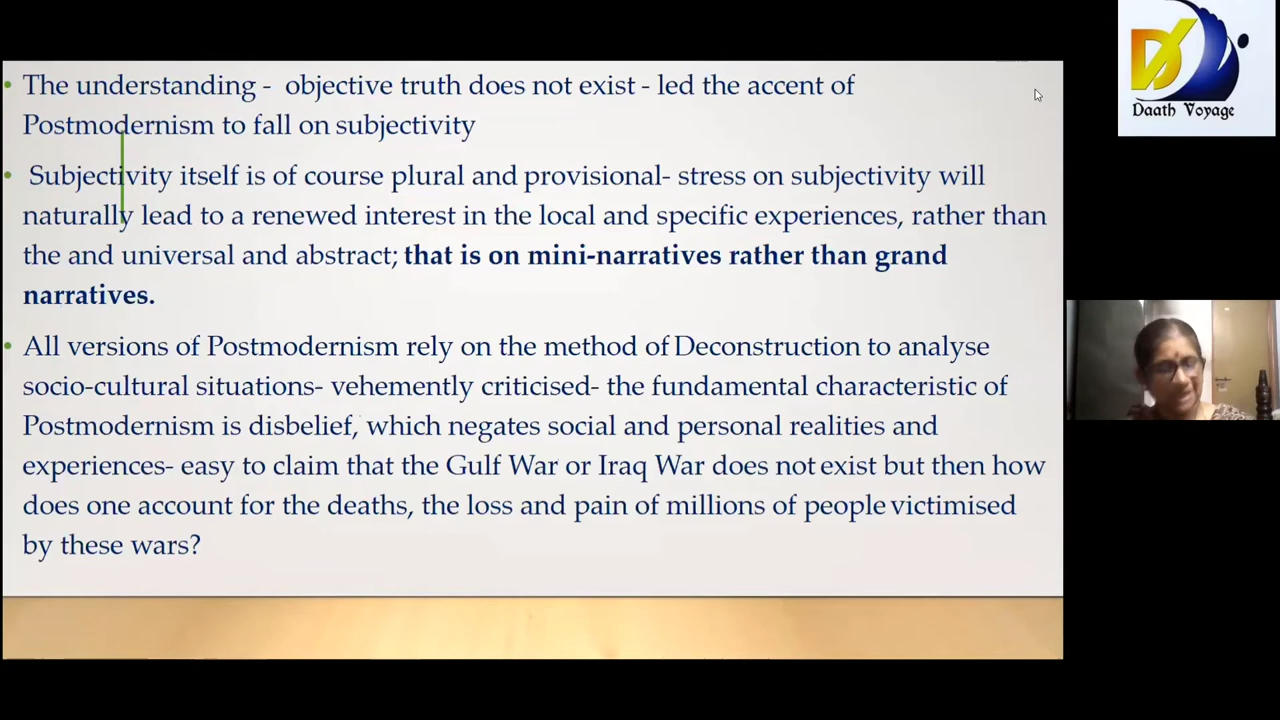 The understanding - objective truth does not exist - led the accent of
Postmodernism to fall on subjectivity
Subjectivity itself is of course plural and provisional- stress on subjectivity will
naturally lead to a renewed interest in the local and specific experiences, rather than
the and universal and abstract; that is on mini-narratives rather than grand
narratives.
All versions of Postmodernism rely on the method of Deconstruction to analyse
socio-cultural situations- vehemently criticised- the fundamental characteristic of
Postmodernism is disbelief, which negates social and personal realities and
experiences- easy to claim that the Gulf War or Iraq War does not exist but then how
does one account for the deaths, the loss and pain of millions of people victimised
by these wars?
Daath Voyage